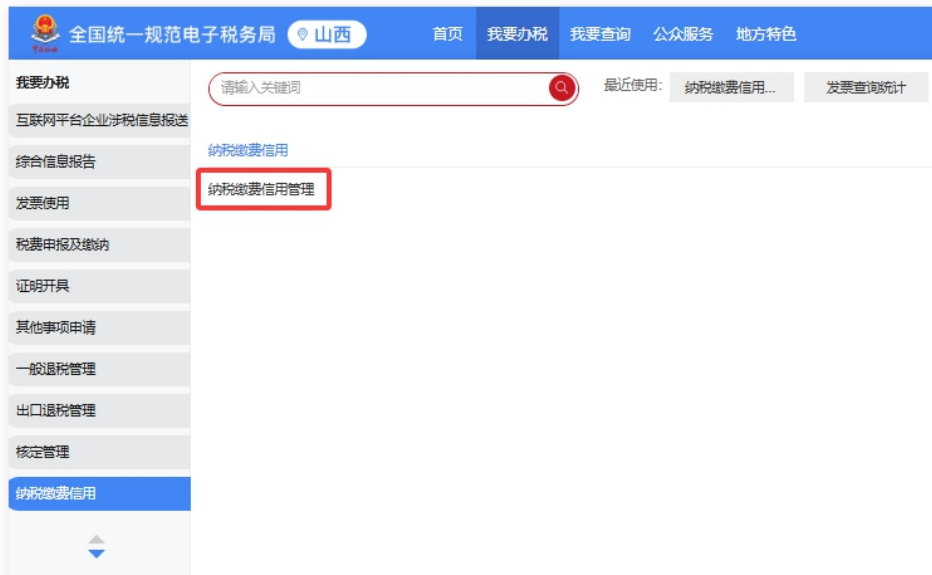 全国统一规范电子税务局 山西 首页 我要办税 我要查询 公众服务 地方特色
我要办税
请输入关键词 最近使用: 纳税缴费信用... 发票查询统计
互联网平台企业涉税信息报送
综合信息报告
发票使用
税费申报及缴纳
证明开具
其他事项申请
一般退税管理
出口退税管理
核定管理
纳税缴费信用
纳税缴费信用
纳税缴费信用管理